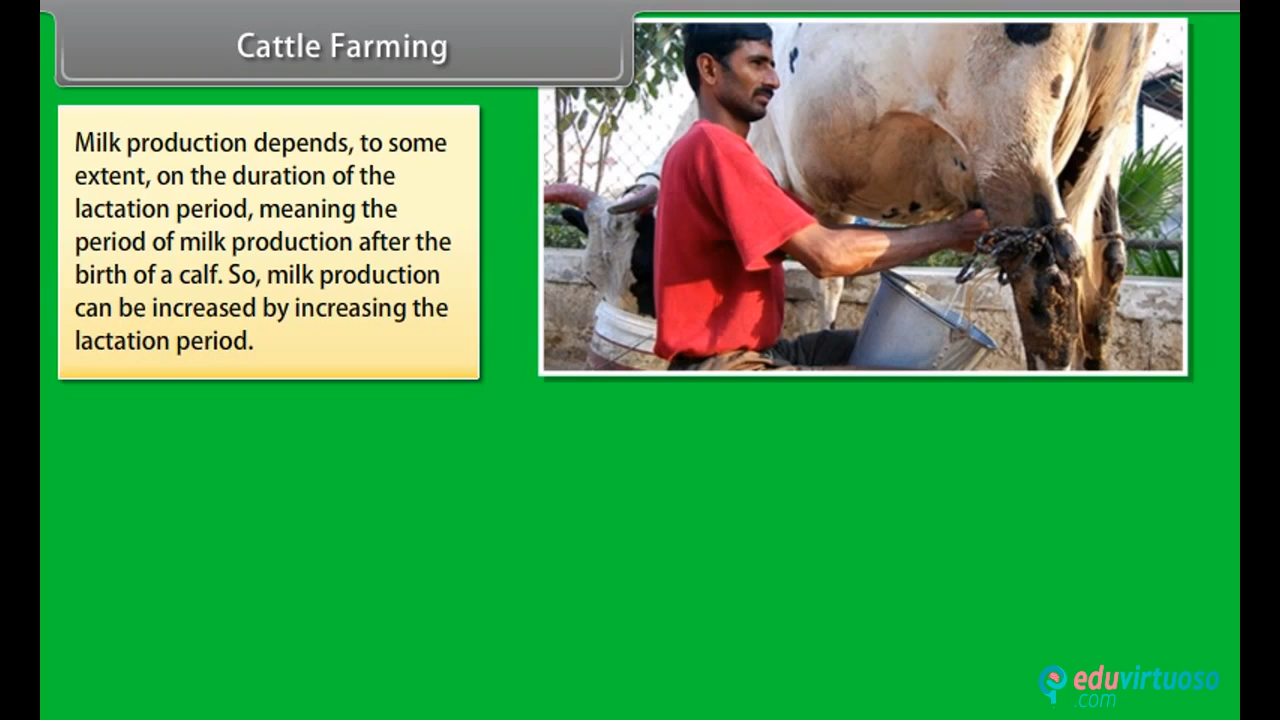 Cattle Farming
Milk production depends, to some
extent, on the duration of the
lactation period, meaning the
period of milk production after the
birth of a calf. So, milk production
can be increased by increasing the
lactation period.
eduvirtuoso
.com